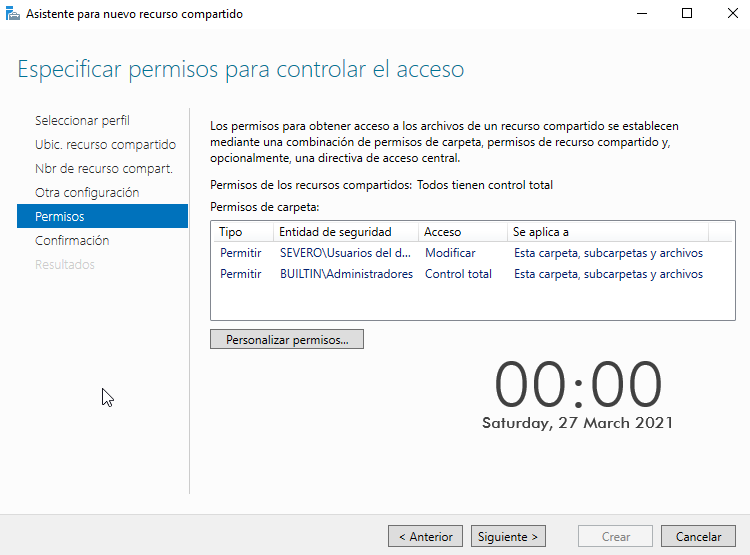 Asistente para nuevo recurso compartido
Especificar permisos para controlar el acceso
Seleccionar perfil
Ubic. recurso compartido
Nbr de recurso compart.
Otra configuración
Permisos
Confirmación
Resultados
Los permisos para obtener acceso a los archivos de un recurso compartido se establecen
mediante una combinación de permisos de carpeta, permisos de recurso compartido y,
opcionalmente, una directiva de acceso central.
Permisos de los recursos compartidos: Todos tienen control total
Permisos de carpeta:
Tipo Entidad de seguridad Acceso Se aplica a
Permitir SEVERO\Usuarios del d... Modificar Esta carpeta, subcarpetas y archivos
Permitir BUILTIN\Administradores Control total Esta carpeta, subcarpetas y archivos
Personalizar permisos...
00:00
Saturday, 27 March 2021
< Anterior Siguiente > Crear Cancelar